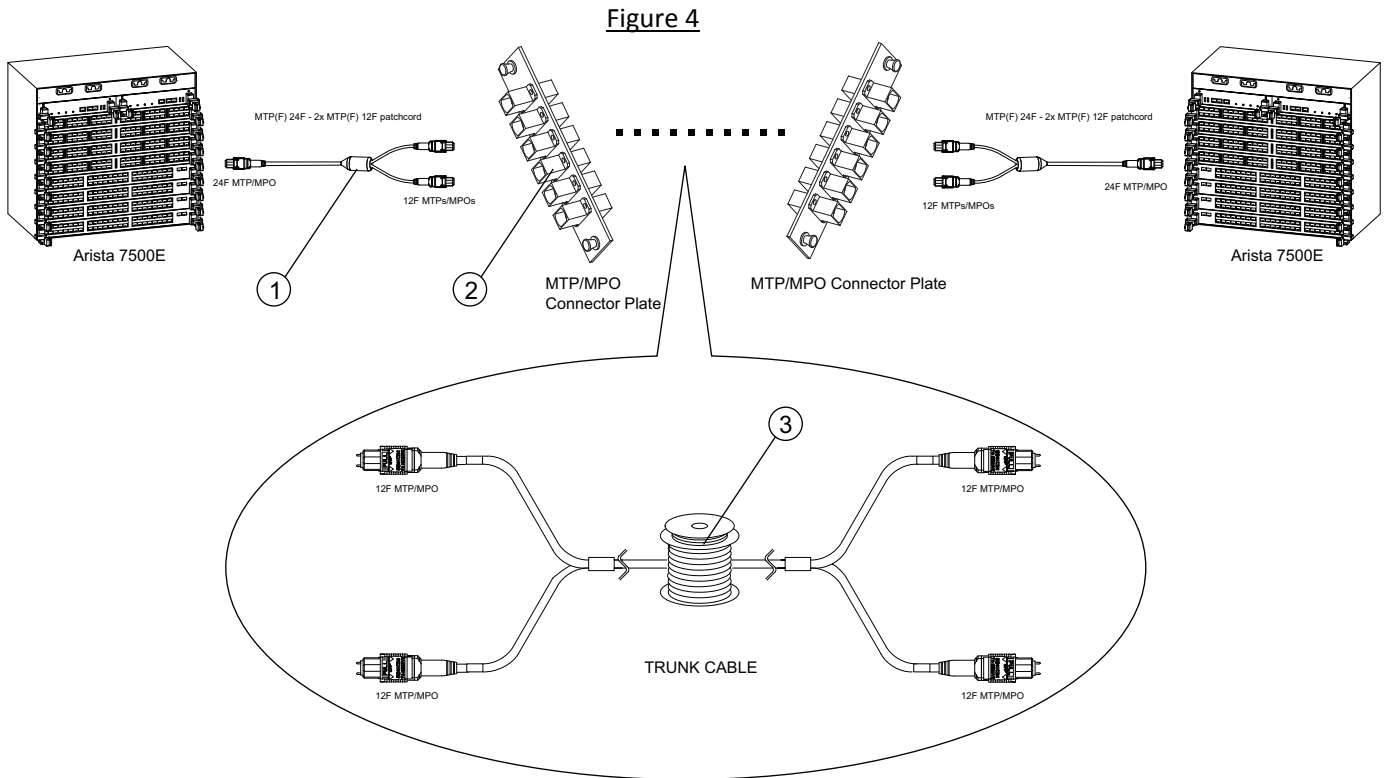 Figure 4
MTP(F) 24F - 2x MTP(F) 12F patchcord
24F MTP/MPO
12F MTPs/MPOs
Arista 7500E
1
2
MTP/MPO
Connector Plate
MTP/MPO Connector Plate
MTP(F) 24F - 2x MTP(F) 12F patchcord
12F MTPs/MPOs
24F MTP/MPO
Arista 7500E
3
12F MTP/MPO
12F MTP/MPO
TRUNK CABLE
12F MTP/MPO
12F MTP/MPO